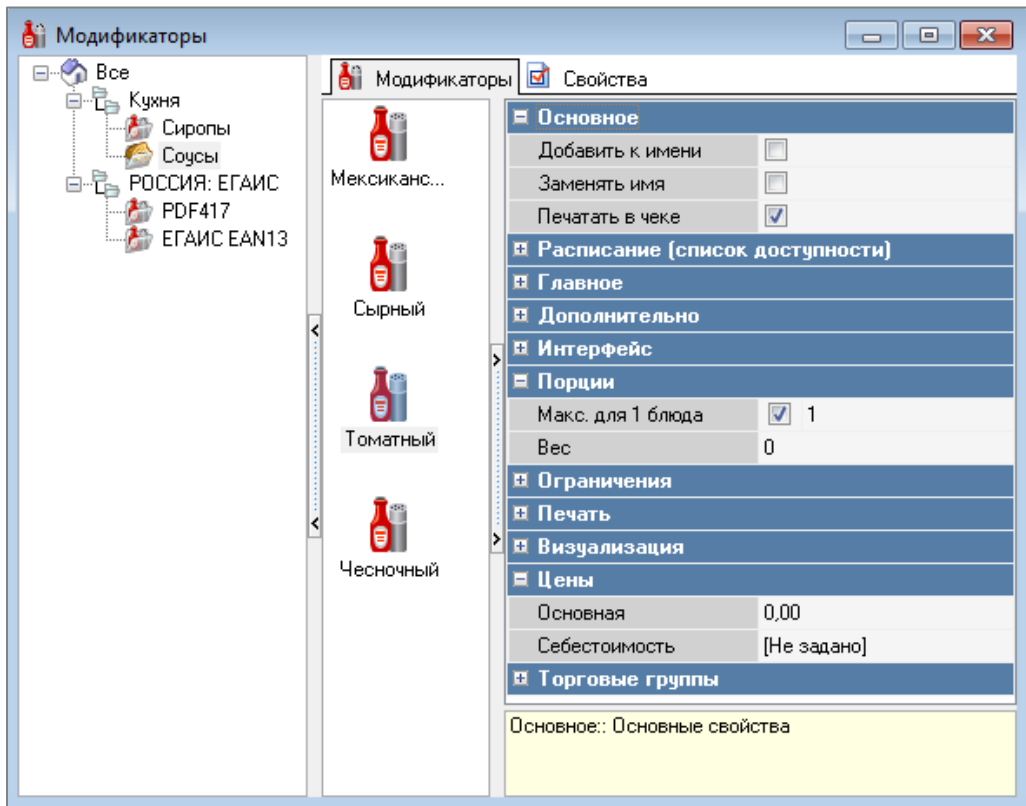 Модификаторы
Все
Кухня
Сиропы
Соусы
РОССИЯ: ЕГАИС
PDF417
ЕГАИС EAN13
Модификаторы
Свойства
Мексиканс...
Сырный
Томатный
Чесночный
Основное
Добавить к имени
Заменять имя
Печатать в чеке
Расписание (список доступности)
Главное
Дополнительно
Интерфейс
Порции
Макс. для 1 блюда 1
Вес 0
Ограничения
Печать
Визуализация
Цены
Основная 0,00
Себестоимость [Не задано]
Торговые группы
Основное:: Основные свойства